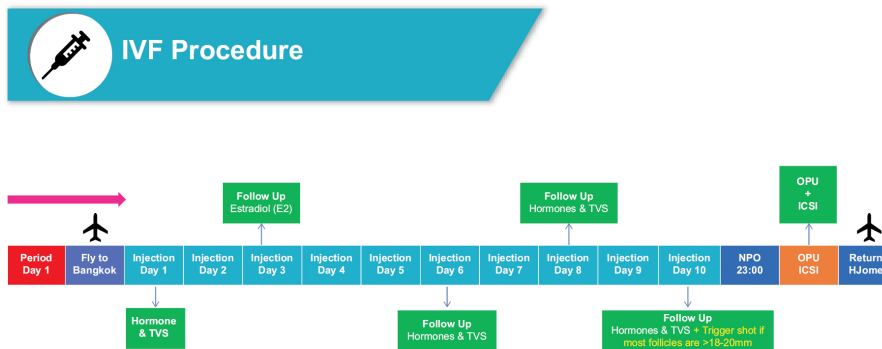 IVF Procedure
Follow Up
Estradiol (E2)
Follow Up
Hormones & TVS
OPU
+
ICSI
Period
Day 1
Fly to
Bangkok
Injection
Day 1
Injection
Day 2
Injection
Day 3
Injection
Day 4
Injection
Day 5
Injection
Day 6
Injection
Day 7
Injection
Day 8
Injection
Day 9
Injection
Day 10
NPO
23:00
OPU
ICSI
Return
HJome
Hormone
& TVS
Follow Up
Hormones & TVS
Follow Up
Hormones & TVS + Trigger shot if
most follicles are >18-20mm